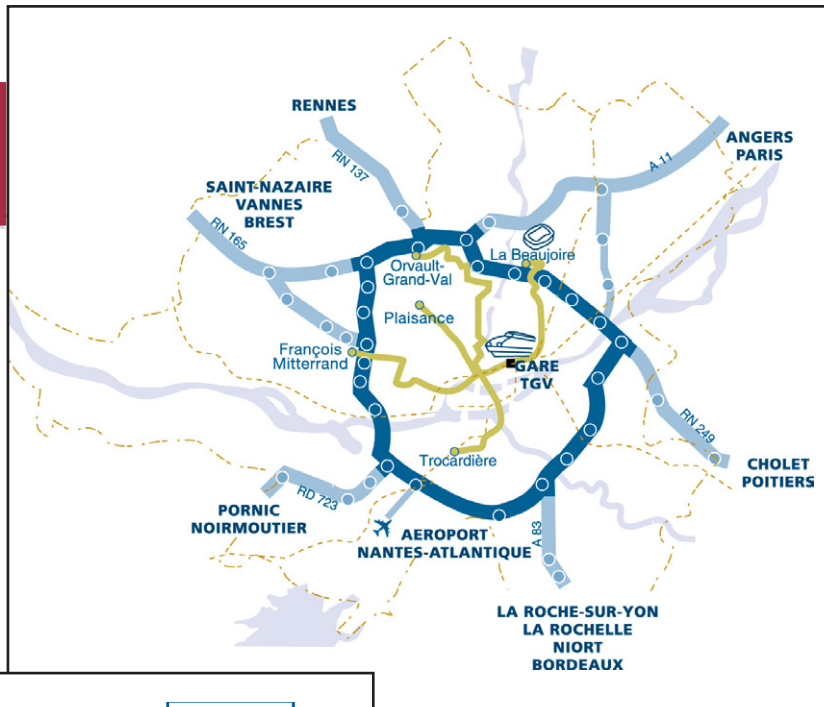 RENNES
RN 137
ANGERS
PARIS
A 11
SAINT-NAZAIRE
VANNES
BREST
RN 165
Orvault-
Grand-Val
La Beaujoire
Plaisance
François
Mitterrand
GARE
TGV
RN 249
Trocardière
CHOLET
POITIERS
RD 723
PORNIC
NOIRMOUTIER
AEROPORT
NANTES-ATLANTIQUE
A 83
LA ROCHE-SUR-YON
LA ROCHELLE
NIORT
BORDEAUX